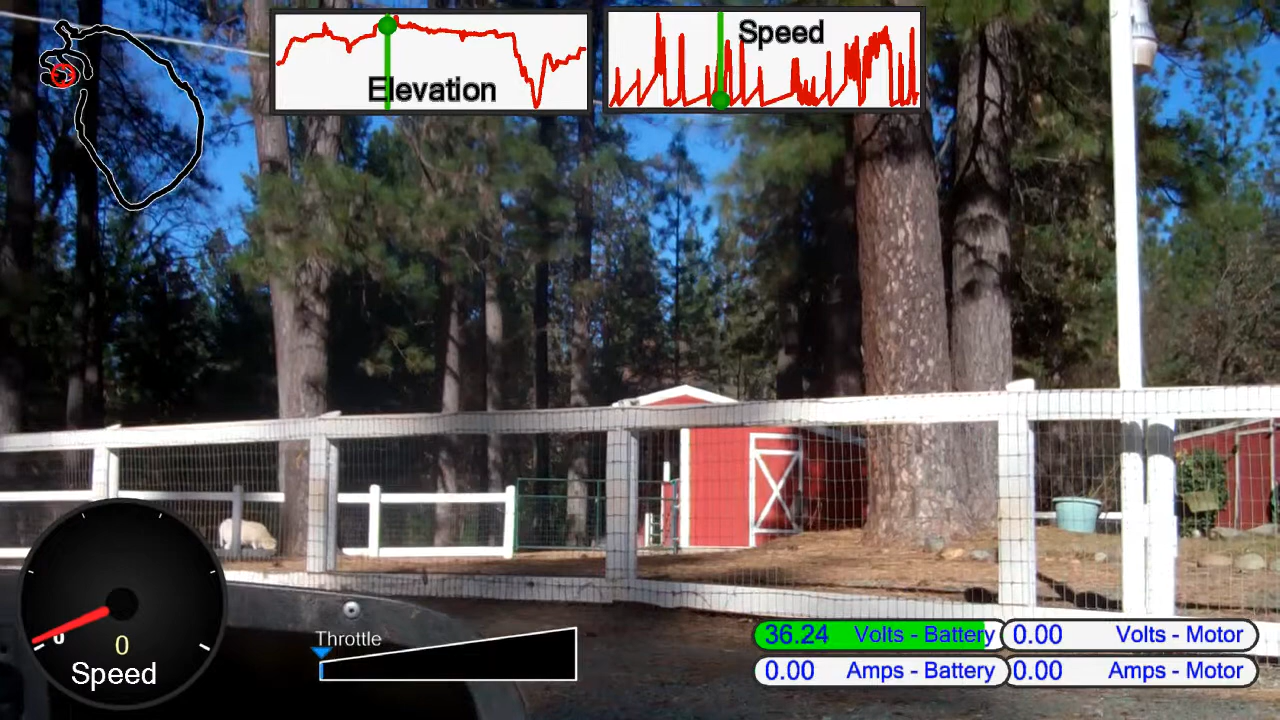 Elevation
Speed
0
0
Speed
Throttle
36.24 Volts - Battery
0.00 Volts - Motor
0.00 Amps - Battery
0.00 Amps - Motor